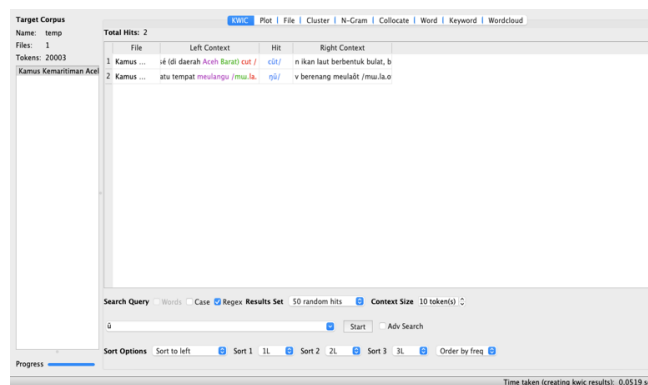 Target Corpus
Name: temp
Files: 1
Tokens: 20003
Kamus Kemaritiman Acel
Progress
KWIC Plot File Cluster N-Gram Collocate Word Keyword Wordcloud
Total Hits: 2
File Left Context Hit Right Context
1 Kamus ... sé (di daerah Aceh Barat) cut / cũt/ n ikan laut berbentuk bulat, b
2 Kamus ... atu tempat meulangu /mɯ.la. ŋũ/ v berenang meulaôt /mɯ.la.o
Search Query Words Case Regex Results Set 50 random hits Context Size 10 token(s)
ũ Start Adv Search
Sort Options Sort to left Sort 1 1L Sort 2 2L Sort 3 3L Order by freq
Time taken (creating kwic results): 0.0519 s